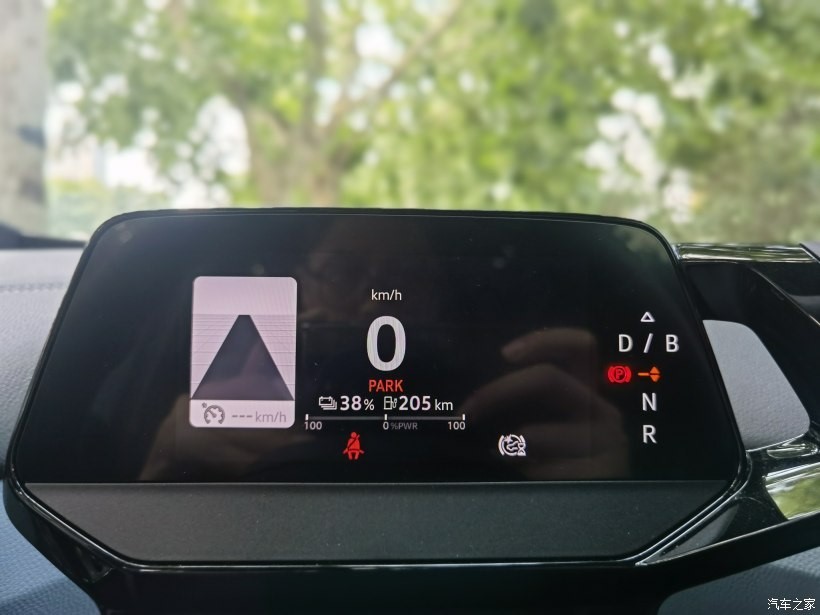 km/h
0
PARK
38% 205 km
100 0 %PWR 100
--- km/h
D / B
P
N
R
汽车之家